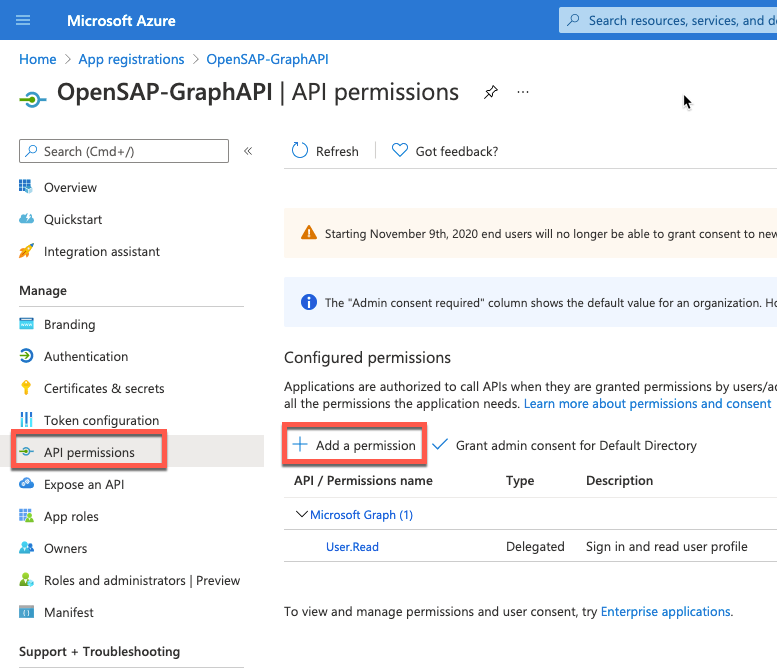 Microsoft Azure
Search resources, services, and do
Home > App registrations > OpenSAP-GraphAPI
OpenSAP-GraphAPI | API permissions
Search (Cmd+/)
Refresh
Got feedback?
Overview
Quickstart
Integration assistant
Manage
Branding
Authentication
Certificates & secrets
Token configuration
API permissions
Expose an API
App roles
Owners
Roles and administrators | Preview
Manifest
Support + Troubleshooting
Starting November 9th, 2020 end users will no longer be able to grant consent to new
The "Admin consent required" column shows the default value for an organization. Ho
Configured permissions
Applications are authorized to call APIs when they are granted permissions by users/ad
all the permissions the application needs. Learn more about permissions and consent
Add a permission
Grant admin consent for Default Directory
API / Permissions name Type Description
Microsoft Graph (1)
User.Read Delegated Sign in and read user profile
To view and manage permissions and user consent, try Enterprise applications.